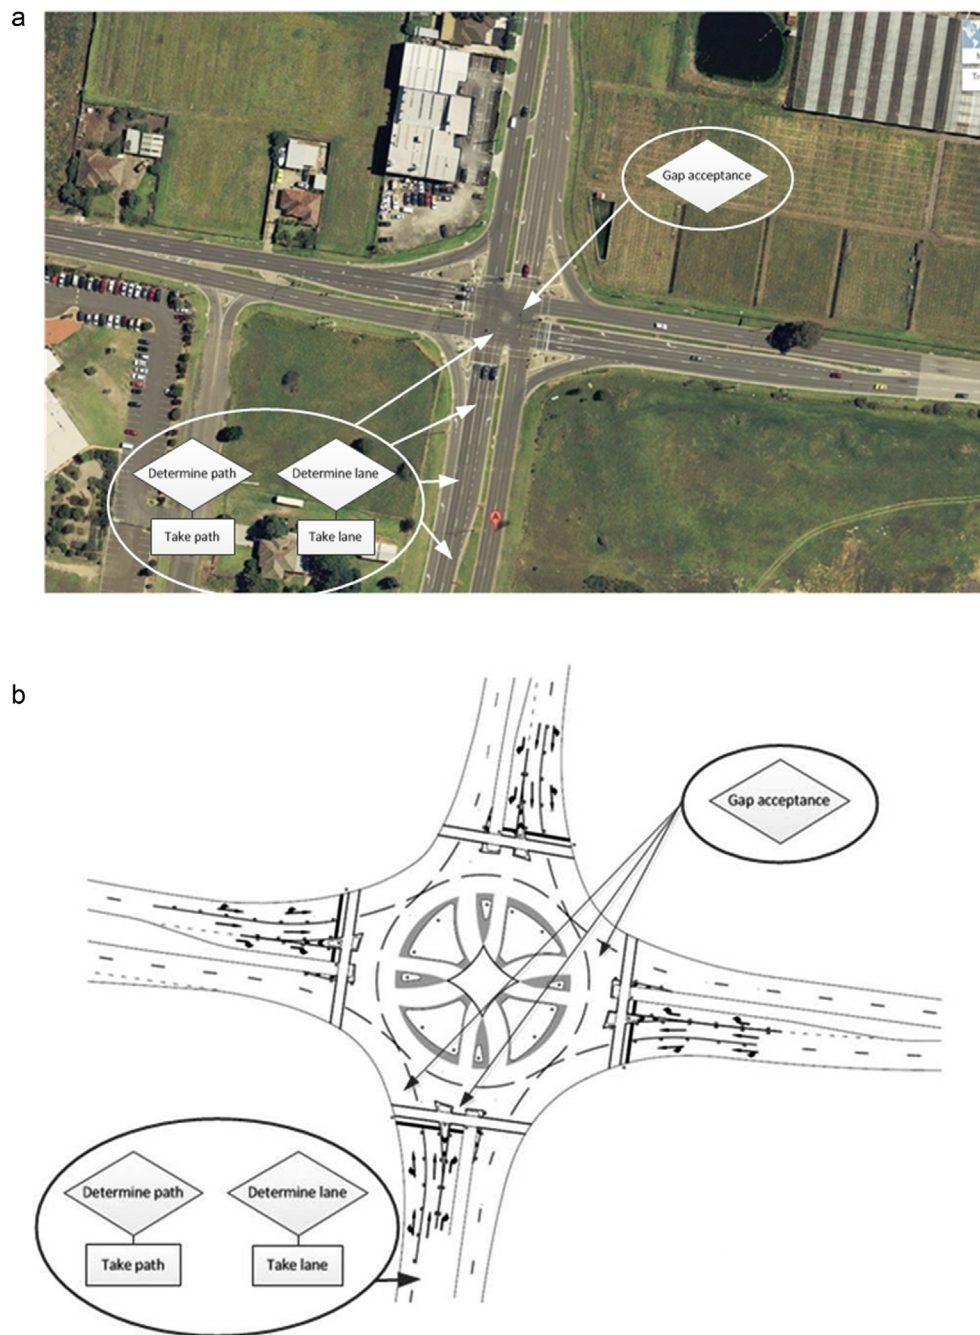 a
Gap acceptance
Determine path
Determine lane
Take path
Take lane
A
b
Gap acceptance
Determine path
Determine lane
Take path
Take lane